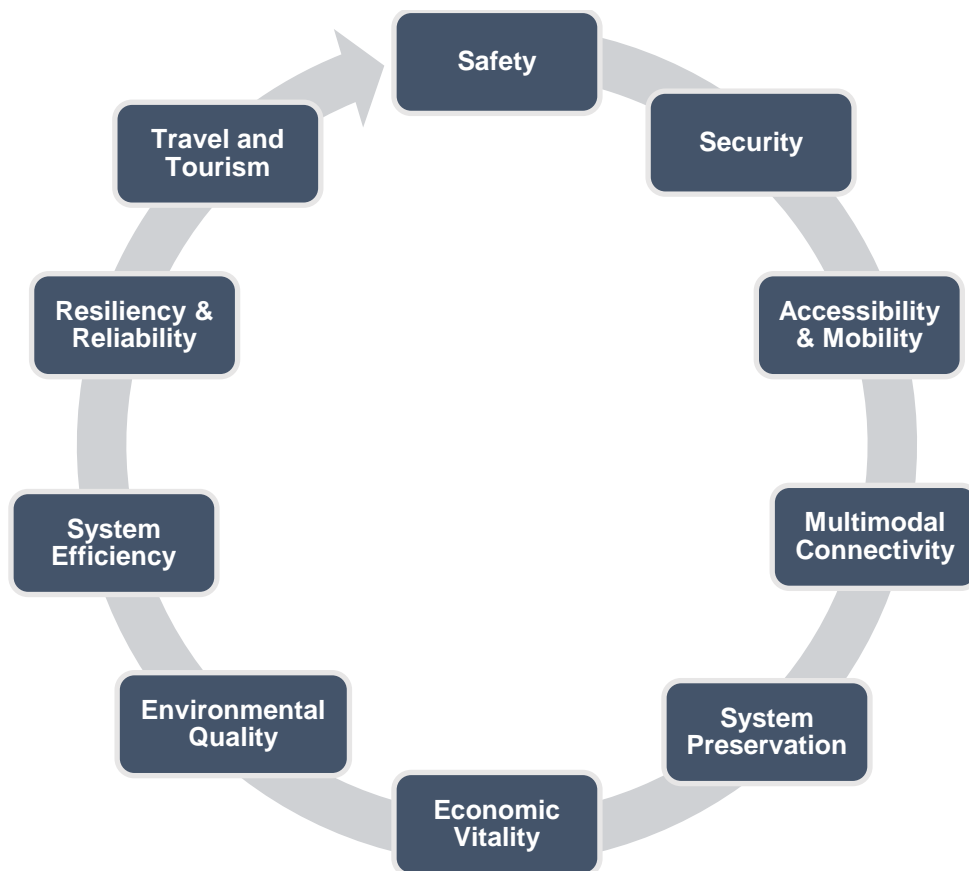 Safety
Security
Accessibility
& Mobility
Multimodal
Connectivity
System
Preservation
Economic
Vitality
Environmental
Quality
System
Efficiency
Resiliency &
Reliability
Travel and
Tourism